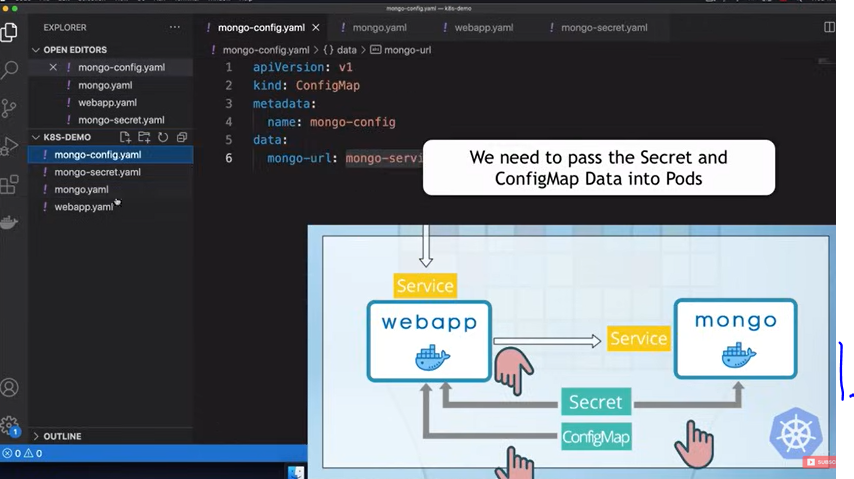 mongo-config.yaml — k8s-demo
EXPLORER
mongo-config.yaml
mongo.yaml
webapp.yaml
mongo-secret.yaml
OPEN EDITORS
mongo-config.yaml
mongo.yaml
webapp.yaml
mongo-secret.yaml
K8S-DEMO
mongo-config.yaml
mongo-secret.yaml
mongo.yaml
webapp.yaml
mongo-config.yaml > {} data > mongo-url
1 apiVersion: v1
2 kind: ConfigMap
3 metadata:
4 name: mongo-config
5 data:
6 mongo-url: mongo-servi
We need to pass the Secret and
ConfigMap Data into Pods
Service
webapp
mongo
Service
Secret
ConfigMap
OUTLINE
1
0 0